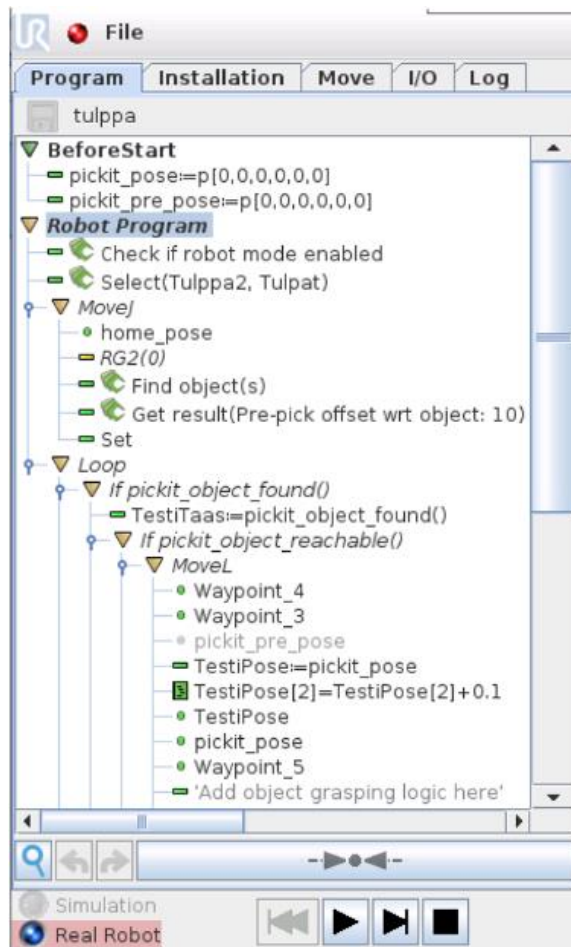 UR File
Program Installation Move I/O Log
tulppa
BeforeStart
pickit_pose≔p[0,0,0,0,0,0]
pickit_pre_pose≔p[0,0,0,0,0,0]
Robot Program
Check if robot mode enabled
Select(Tulppa2, Tulpat)
MoveJ
home_pose
RG2(0)
Find object(s)
Get result(Pre-pick offset wrt object: 10)
Set
Loop
If pickit_object_found()
TestiTaas≔pickit_object_found()
If pickit_object_reachable()
MoveL
Waypoint_4
Waypoint_3
pickit_pre_pose
TestiPose≔pickit_pose
TestiPose[2]=TestiPose[2]+0.1
TestiPose
pickit_pose
Waypoint_5
'Add object grasping logic here'
Simulation
Real Robot